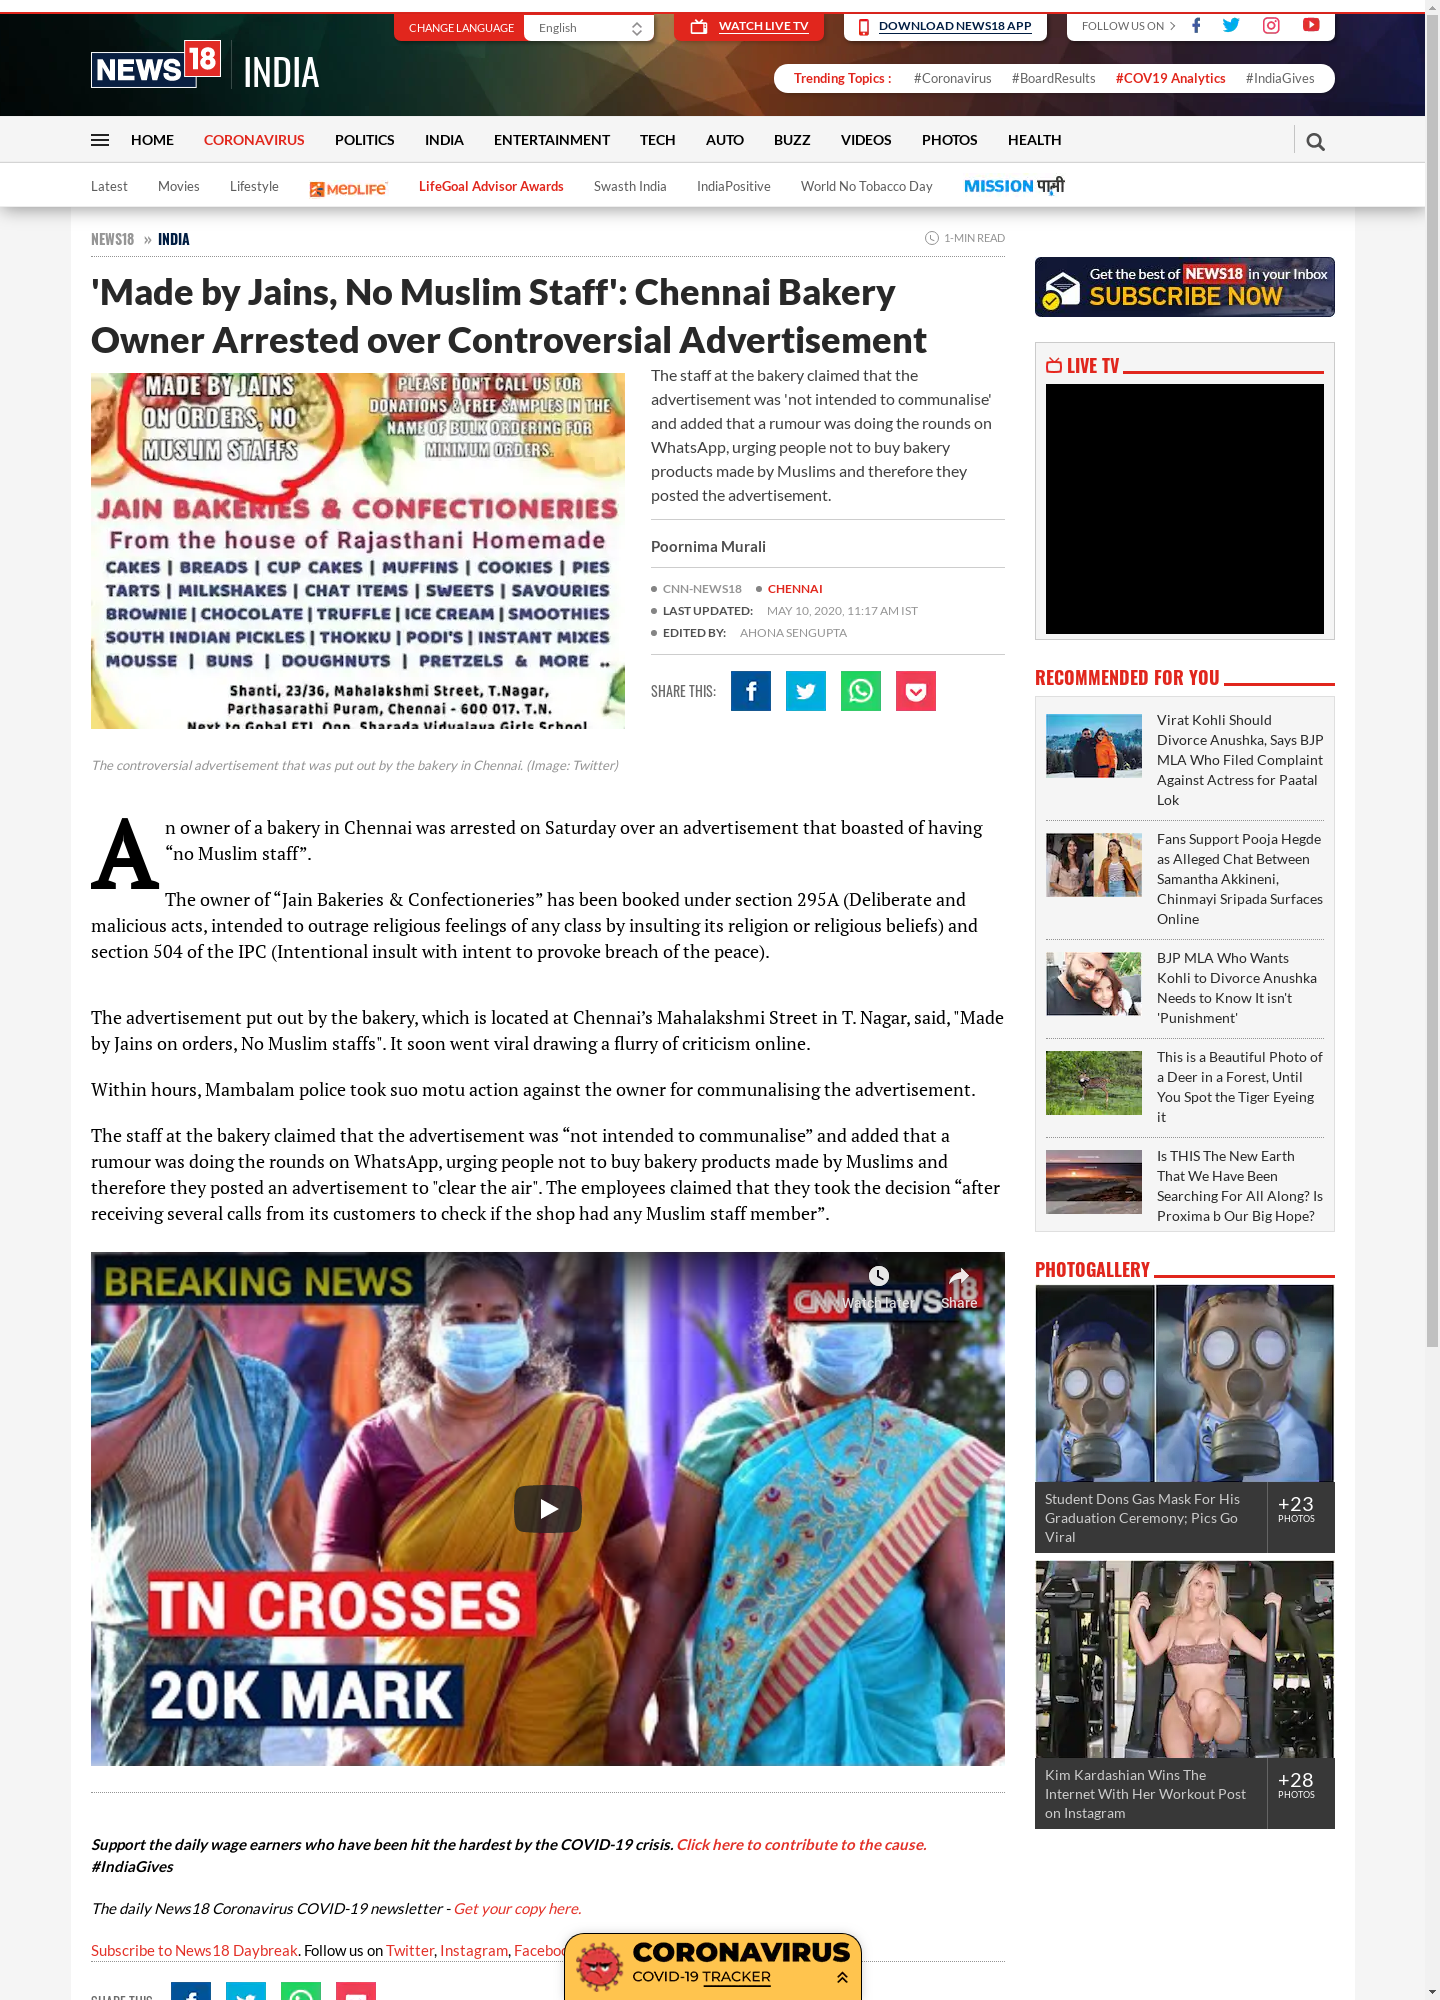 CHANGE LANGUAGE English WATCH LIVE TV DOWNLOAD NEWS18 APP FOLLOW US ON
NEWS 18 INDIA
Trending Topics : #Coronavirus #BoardResults #COV19 Analytics #IndiaGives
HOME CORONAVIRUS POLITICS INDIA ENTERTAINMENT TECH AUTO BUZZ VIDEOS PHOTOS HEALTH
Latest Movies Lifestyle MEDLIFE LifeGoal Advisor Awards Swasth India IndiaPositive World No Tobacco Day MISSION पानी
NEWS18 » INDIA
1-MIN READ
'Made by Jains, No Muslim Staff': Chennai Bakery
Owner Arrested over Controversial Advertisement
MADE BY JAINS
ON ORDERS, NO
MUSLIM STAFFS
PLEASE DON'T CALL US FOR
DONATIONS & FREE SAMPLES IN THE
NAME OF BULK ORDERING FOR
MINIMUM ORDERS.
JAIN BAKERIES & CONFECTIONERIES
From the house of Rajasthani Homemade
CAKES | BREADS | CUP CAKES | MUFFINS | COOKIES | PIES
TARTS | MILKSHAKES | CHAT ITEMS | SWEETS | SAVOURIES
BROWNIE | CHOCOLATE | TRUFFLE | ICE CREAM | SMOOTHIES
SOUTH INDIAN PICKLES | THOKKU | PODI'S | INSTANT MIXES
MOUSSE | BUNS | DOUGHNUTS | PRETZELS & MORE ..
Shanti, 23/36, Mahalakshmi Street, T.Nagar,
Parthasarathi Puram, Chennai - 600 017. T.N.
Next to Gopal ETL Opp. Sharada Vidyalaya Girls School
The controversial advertisement that was put out by the bakery in Chennai. (Image: Twitter)
The staff at the bakery claimed that the
advertisement was 'not intended to communalise'
and added that a rumour was doing the rounds on
WhatsApp, urging people not to buy bakery
products made by Muslims and therefore they
posted the advertisement.
Poornima Murali
CNN-NEWS18 CHENNAI
LAST UPDATED: MAY 10, 2020, 11:17 AM IST
EDITED BY: AHONA SENGUPTA
SHARE THIS:
An owner of a bakery in Chennai was arrested on Saturday over an advertisement that boasted of having
“no Muslim staff”.
The owner of “Jain Bakeries & Confectioneries” has been booked under section 295A (Deliberate and
malicious acts, intended to outrage religious feelings of any class by insulting its religion or religious beliefs) and
section 504 of the IPC (Intentional insult with intent to provoke breach of the peace).
The advertisement put out by the bakery, which is located at Chennai’s Mahalakshmi Street in T. Nagar, said, "Made
by Jains on orders, No Muslim staffs". It soon went viral drawing a flurry of criticism online.
Within hours, Mambalam police took suo motu action against the owner for communalising the advertisement.
The staff at the bakery claimed that the advertisement was “not intended to communalise” and added that a
rumour was doing the rounds on WhatsApp, urging people not to buy bakery products made by Muslims and
therefore they posted an advertisement to "clear the air". The employees claimed that they took the decision “after
receiving several calls from its customers to check if the shop had any Muslim staff member”.
BREAKING NEWS
CNN NEWS 18
Watch later Share
TN CROSSES
20K MARK
Support the daily wage earners who have been hit the hardest by the COVID-19 crisis. Click here to contribute to the cause.
#IndiaGives
The daily News18 Coronavirus COVID-19 newsletter - Get your copy here.
Subscribe to News18 Daybreak. Follow us on Twitter, Instagram, Faceboo
SHARE THIS
CORONAVIRUS
COVID-19 TRACKER
Get the best of NEWS18 in your Inbox
SUBSCRIBE NOW
LIVE TV
RECOMMENDED FOR YOU
Virat Kohli Should
Divorce Anushka, Says BJP
MLA Who Filed Complaint
Against Actress for Paatal
Lok
Fans Support Pooja Hegde
as Alleged Chat Between
Samantha Akkineni,
Chinmayi Sripada Surfaces
Online
BJP MLA Who Wants
Kohli to Divorce Anushka
Needs to Know It isn't
'Punishment'
This is a Beautiful Photo of
a Deer in a Forest, Until
You Spot the Tiger Eyeing
it
Is THIS The New Earth
That We Have Been
Searching For All Along? Is
Proxima b Our Big Hope?
PHOTOGALLERY
Student Dons Gas Mask For His
Graduation Ceremony; Pics Go
Viral
+23
PHOTOS
Kim Kardashian Wins The
Internet With Her Workout Post
on Instagram
+28
PHOTOS